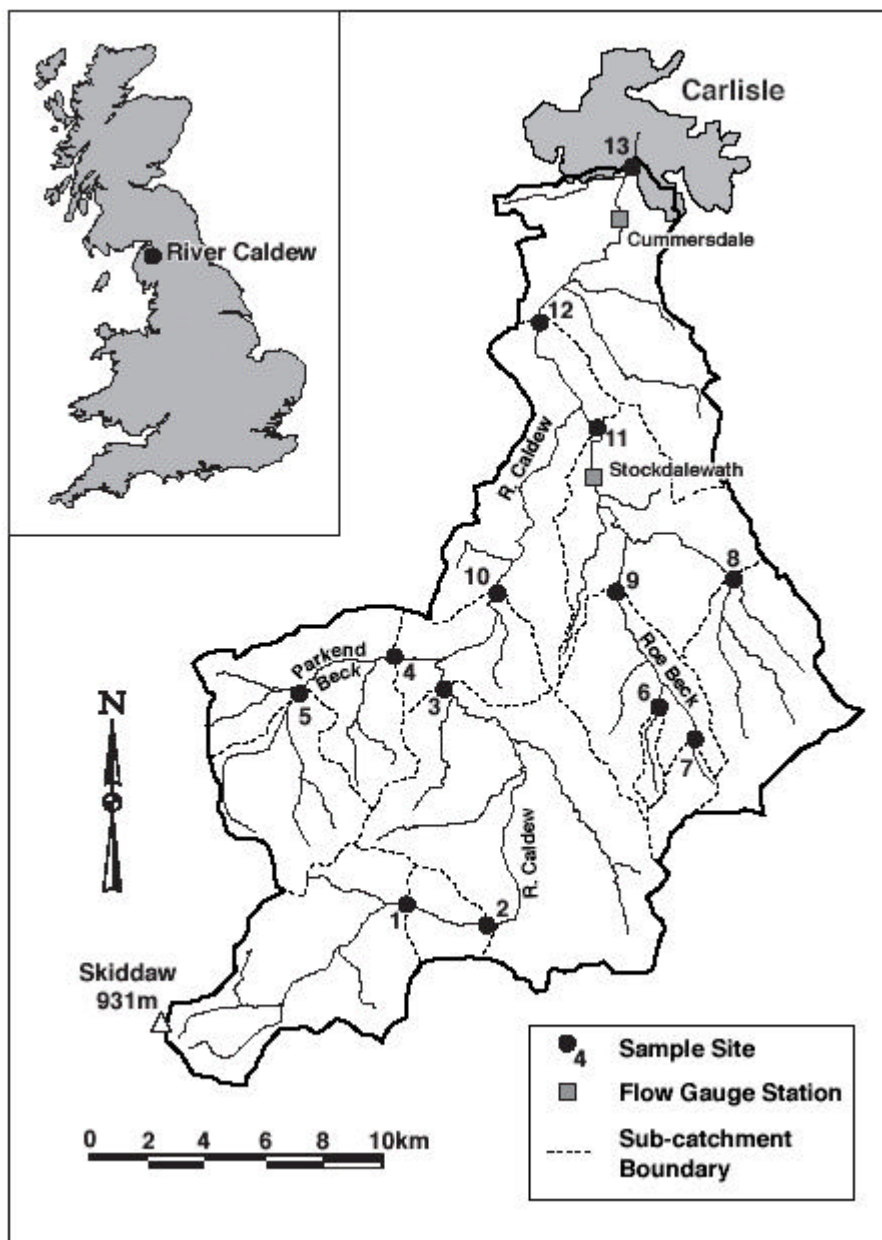 River Caldew
Carlisle
13
Cummersdale
12
R. Caldew
11
Stockdalewath
10
9
8
Parkend
Beck
4
Roe Beck
5
3
6
7
N
R. Caldew
1
2
Skiddaw
931m
4 Sample Site
Flow Gauge Station
Sub-catchment
Boundary
0 2 4 6 8 10km